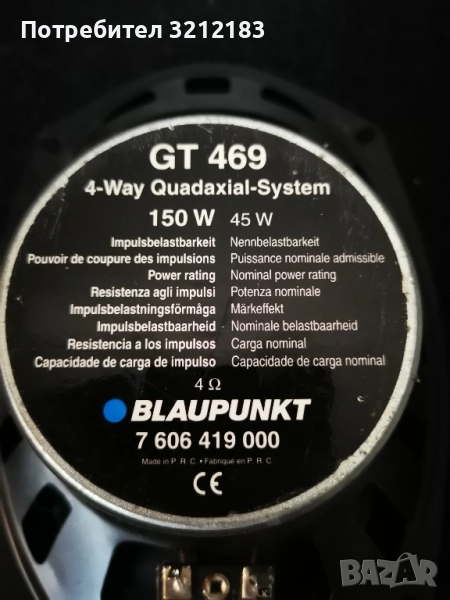 Потребител 3212183
GT 469
4-Way Quadaxial-System
150 W 45 W
Impulsbelastbarkeit Nennbelastbarkeit
Pouvoir de coupure des impulsions Puissance nominale admissible
Power rating Nominal power rating
Resistenza agli impulsi Potenza nominale
Impulsbelastningsförmåga Märkeffekt
Impulsbelastbaarheid Nominale belastbaarheid
Resistencia a los impulsos Carga nominal
Capacidade de carga de impulso Capacidade de carga nominal
4 Ω
BLAUPUNKT
7 606 419 000
Made in P. R. C. • Fabriqué en P. R. C.
CE
BAZAR